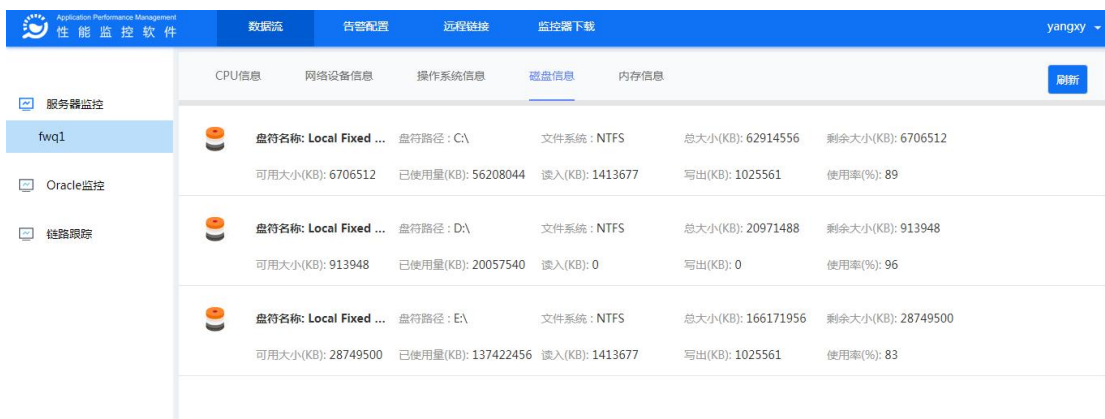 Application Performance Management
性能监控软件
数据流 告警配置 远程链接 监控器下载 yangxy
CPU信息 网络设备信息 操作系统信息 磁盘信息 内存信息 刷新
服务器监控
fwq1
Oracle监控
链路跟踪
盘符名称: Local Fixed ... 盘符路径 : C:\ 文件系统 : NTFS 总大小(KB): 62914556 剩余大小(KB): 6706512
可用大小(KB): 6706512 已使用量(KB): 56208044 读入(KB): 1413677 写出(KB): 1025561 使用率(%): 89
盘符名称: Local Fixed ... 盘符路径 : D:\ 文件系统 : NTFS 总大小(KB): 20971488 剩余大小(KB): 913948
可用大小(KB): 913948 已使用量(KB): 20057540 读入(KB): 0 写出(KB): 0 使用率(%): 96
盘符名称: Local Fixed ... 盘符路径 : E:\ 文件系统 : NTFS 总大小(KB): 166171956 剩余大小(KB): 28749500
可用大小(KB): 28749500 已使用量(KB): 137422456 读入(KB): 1413677 写出(KB): 1025561 使用率(%): 83